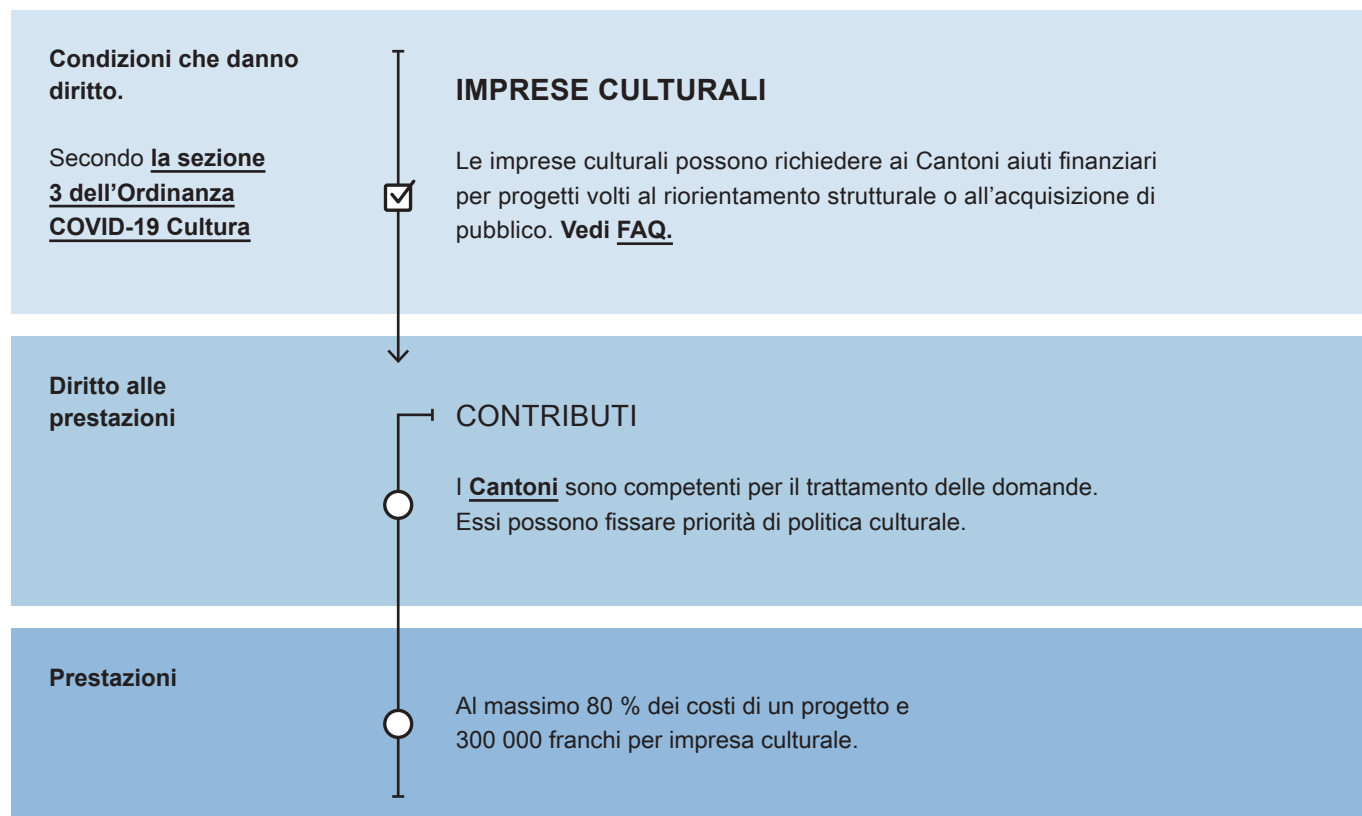 Condizioni che danno
diritto.
Secondo la sezione
3 dell’Ordinanza
COVID-19 Cultura
IMPRESE CULTURALI
Le imprese culturali possono richiedere ai Cantoni aiuti finanziari
per progetti volti al riorientamento strutturale o all’acquisizione di
pubblico. Vedi FAQ.
Diritto alle
prestazioni
CONTRIBUTI
I Cantoni sono competenti per il trattamento delle domande.
Essi possono fissare priorità di politica culturale.
Prestazioni
Al massimo 80 % dei costi di un progetto e
300 000 franchi per impresa culturale.